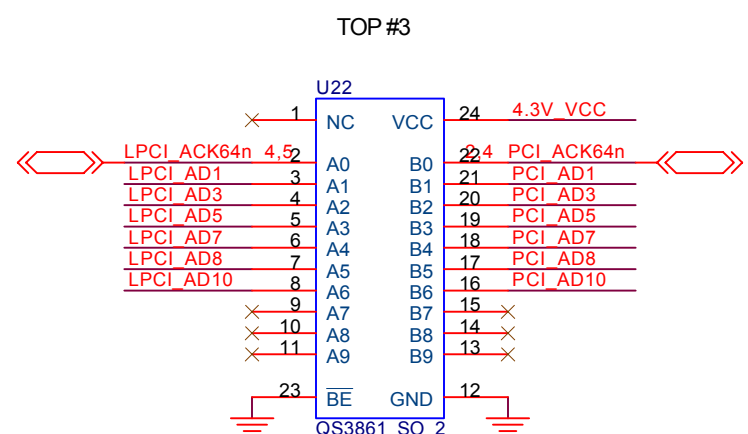 TOP #3
U22
1 NC VCC 24 4.3V_VCC
LPCI_ACK64n 4,5 2 A0 B0 22 2,4 PCI_ACK64n
LPCI_AD1 3 A1 B1 21 PCI_AD1
LPCI_AD3 4 A2 B2 20 PCI_AD3
LPCI_AD5 5 A3 B3 19 PCI_AD5
LPCI_AD7 6 A4 B4 18 PCI_AD7
LPCI_AD8 7 A5 B5 17 PCI_AD8
LPCI_AD10 8 A6 B6 16 PCI_AD10
9 A7 B7 15
10 A8 B8 14
11 A9 B9 13
23 BE GND 12
QS3861_SO_2